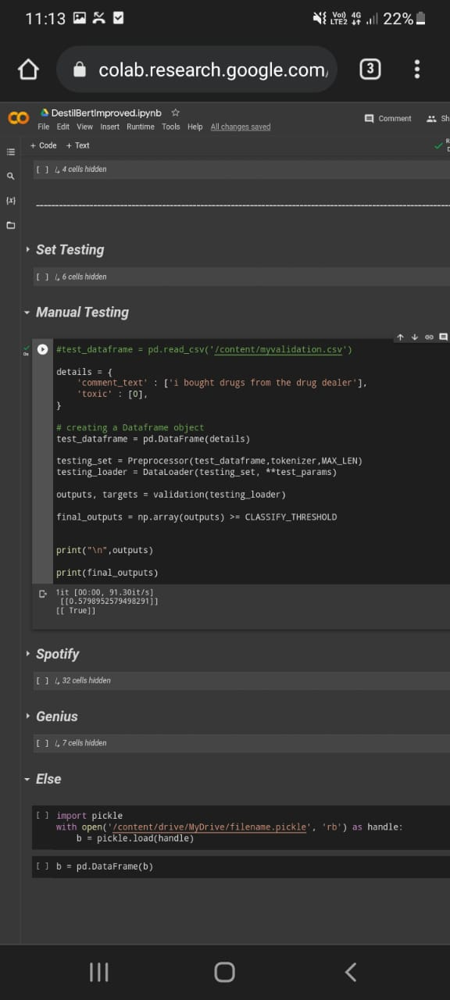 11:13
Vo) 4G LTE2 22%
colab.research.google.com/
3
DestilBertImproved.ipynb
File Edit View Insert Runtime Tools Help All changes saved
Comment Sh
+ Code + Text
R
[ ] ↳ 4 cells hidden
{x}
Set Testing
[ ] ↳ 6 cells hidden
Manual Testing
0s
#test_dataframe = pd.read_csv('/content/myvalidation.csv')
details = {
'comment_text' : ['i bought drugs from the drug dealer'],
'toxic' : [0],
}
# creating a Dataframe object
test_dataframe = pd.DataFrame(details)
testing_set = Preprocessor(test_dataframe,tokenizer,MAX_LEN)
testing_loader = DataLoader(testing_set, **test_params)
outputs, targets = validation(testing_loader)
final_outputs = np.array(outputs) >= CLASSIFY_THRESHOLD
print("\n",outputs)
print(final_outputs)
1it [00:00, 91.30it/s]
[[0.5798952579498291]]
[[ True]]
Spotify
[ ] ↳ 32 cells hidden
Genius
[ ] ↳ 7 cells hidden
Else
[ ] import pickle
with open('/content/drive/MyDrive/filename.pickle', 'rb') as handle:
b = pickle.load(handle)
[ ] b = pd.DataFrame(b)